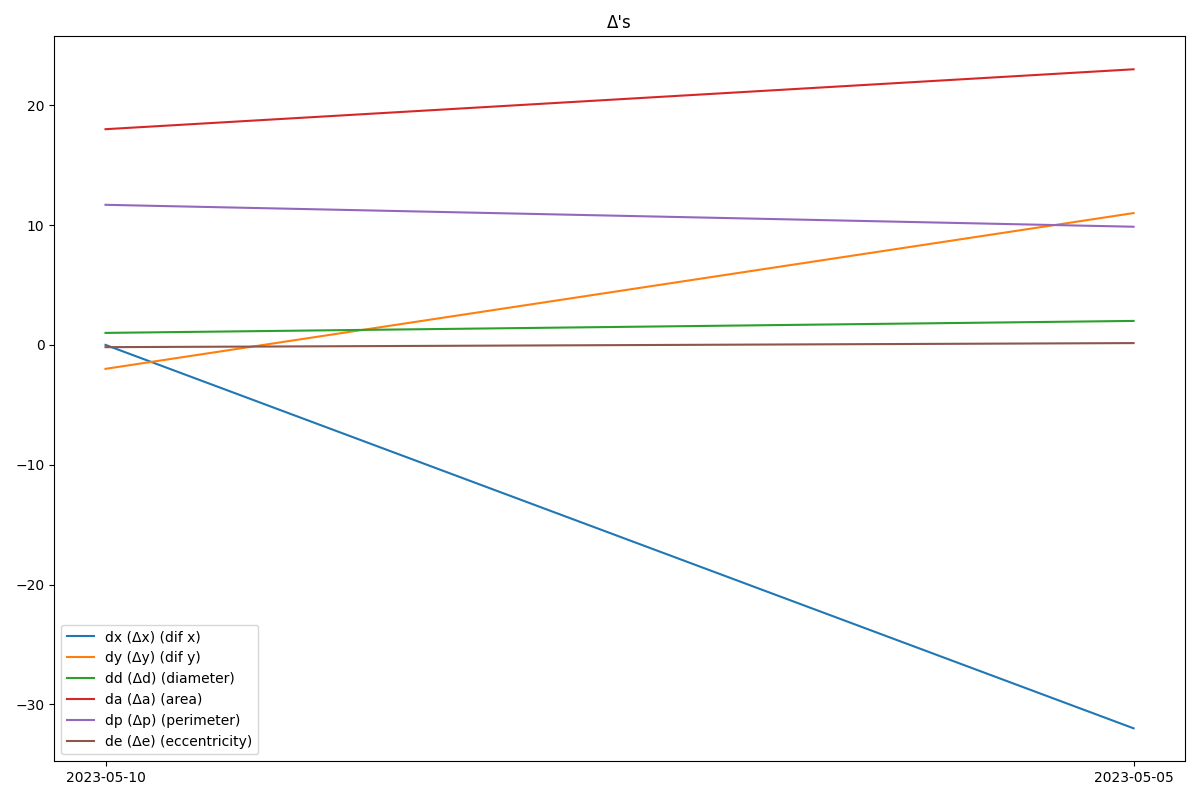 Δ's
20
10
0
−10
−20
−30
dx (Δx) (dif x)
dy (Δy) (dif y)
dd (Δd) (diameter)
da (Δa) (area)
dp (Δp) (perimeter)
de (Δe) (eccentricity)
2023-05-10
2023-05-05